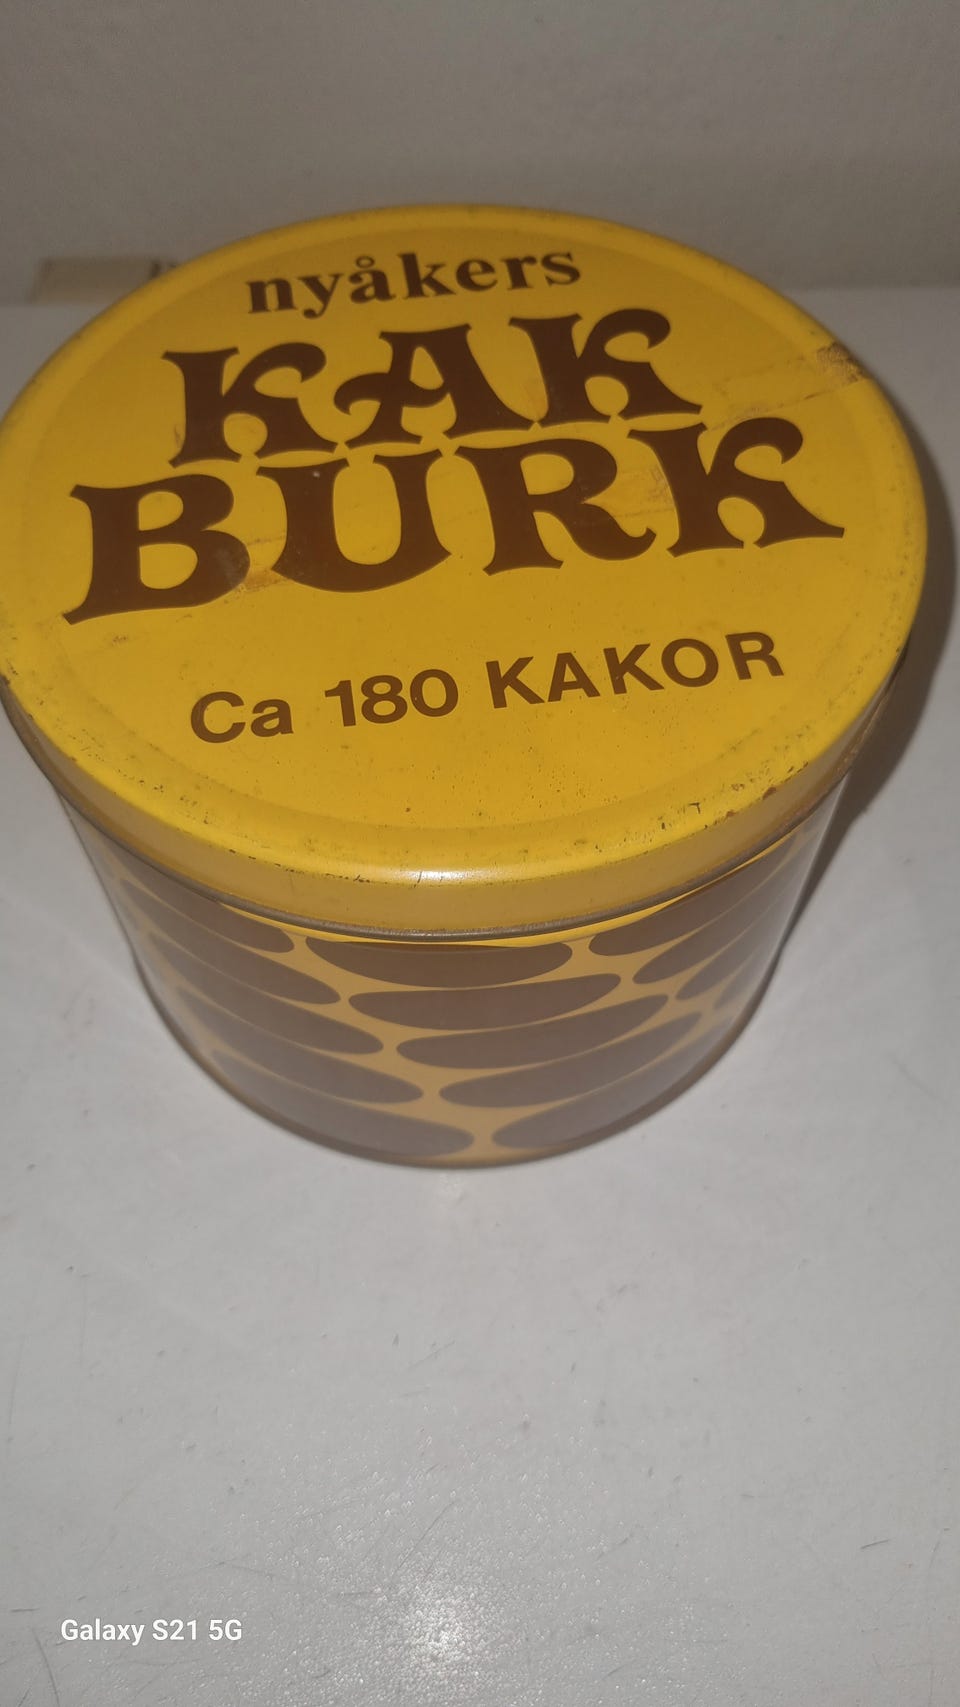 nyåkers
KAK
BURK
Ca 180 KAKOR
Galaxy S21 5G